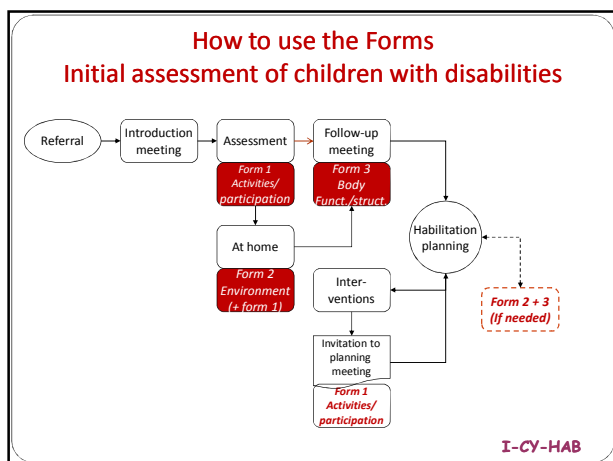 How to use the Forms
Initial assessment of children with disabilities
Referral
Introduction
meeting
Assessment
Form 1
Activities/
participation
Follow-up
meeting
Form 3
Body
Funct./struct.
At home
Form 2
Environment
(+ form 1)
Habilitation
planning
Inter-
ventions
Form 2 + 3
(If needed)
Invitation to
planning
meeting
Form 1
Activities/
participation
I-CY-HAB